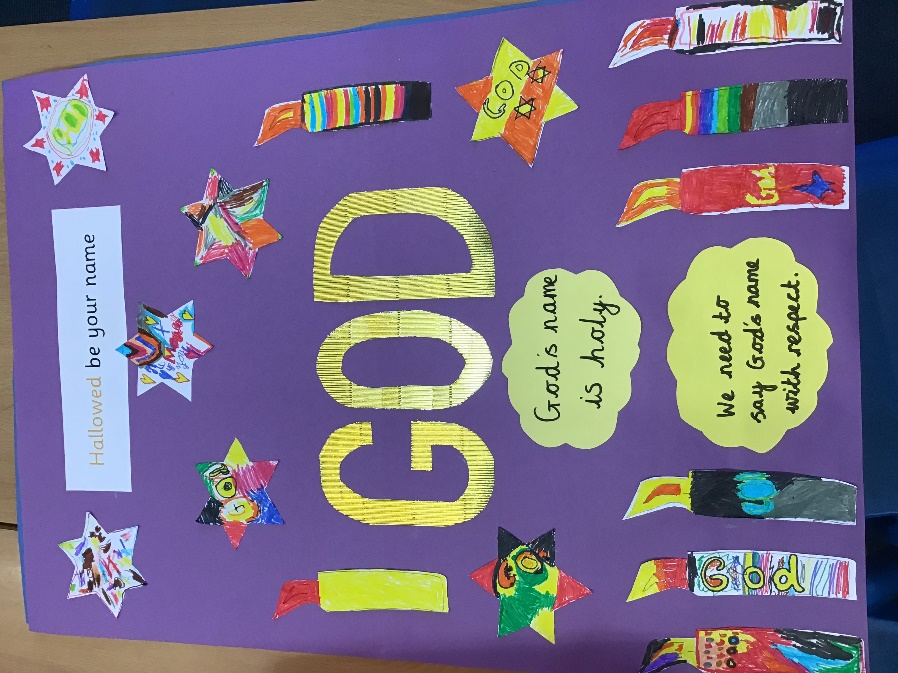 Hallowed be your name
GOD
GOD
GOD
God's name
is holy.
We need to
say God's name
with respect.
God
God